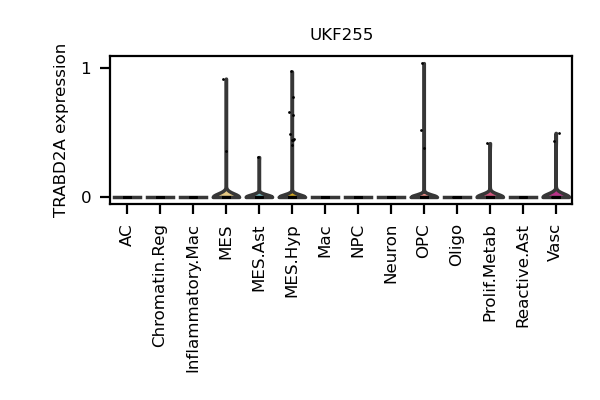 UKF255
TRABD2A expression
1
0
AC
Chromatin.Reg
Inflammatory.Mac
MES
MES.Ast
MES.Hyp
Mac
NPC
Neuron
OPC
Oligo
Prolif.Metab
Reactive.Ast
Vasc